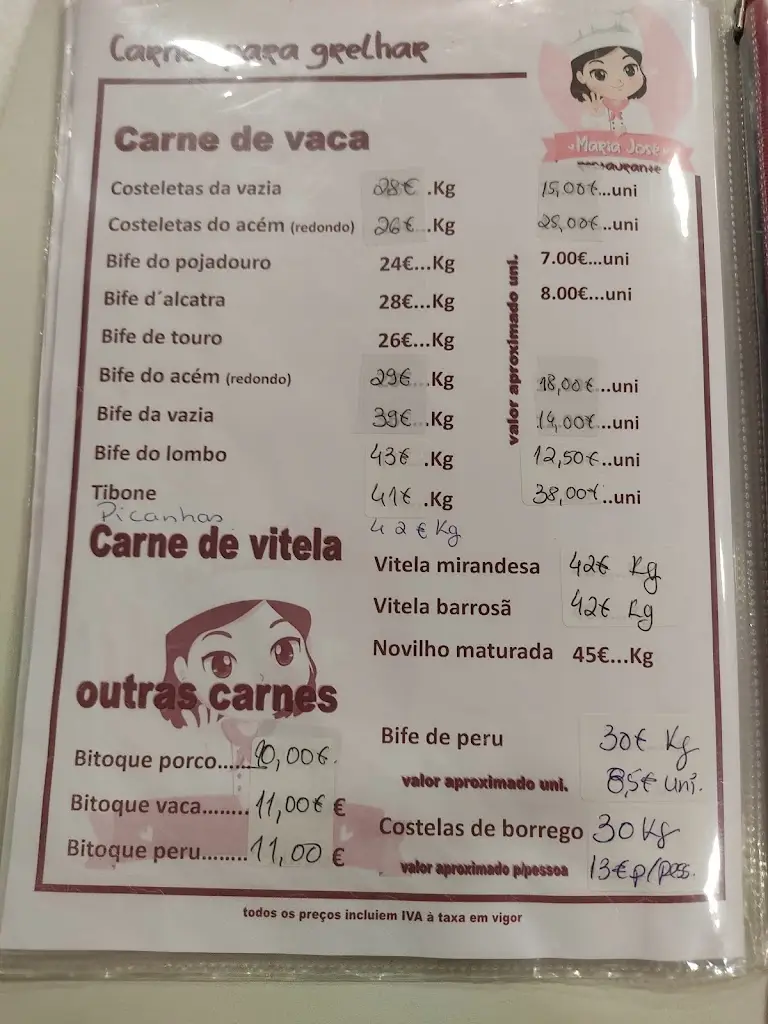 Carnes para grelhar
Maria José
restaurante
Carne de vaca
Costeletas da vazia 28€ .Kg 15,00€...uni
Costeletas do acém (redondo) 26€...Kg 25,00€...uni
Bife do pojadouro 24€...Kg 7.00€...uni
Bife d´alcatra 28€...Kg 8.00€...uni
Bife de touro 26€...Kg
Bife do acém (redondo) 29€...Kg 18,00€...uni
Bife da vazia 39€...Kg 14,00€...uni
Bife do lombo 43€ .Kg 12,50€...uni
Tibone 41€ .Kg 38,00€...uni
valor aproximado uni.
Picanhas 42€ Kg
Carne de vitela
Vitela mirandesa 42€ Kg
Vitela barrosã 42€ Kg
Novilho maturada 45€...Kg
outras carnes
Bitoque porco......10,00€.
Bitoque vaca........11,00€ €
Bitoque peru........11,00 €
Bife de peru 30€ Kg
valor aproximado uni. 8,5€ uni.
Costelas de borrego 30 Kg
valor aproximado p/pessoa 13€ p/pess.
todos os preços incluiem IVA à taxa em vigor